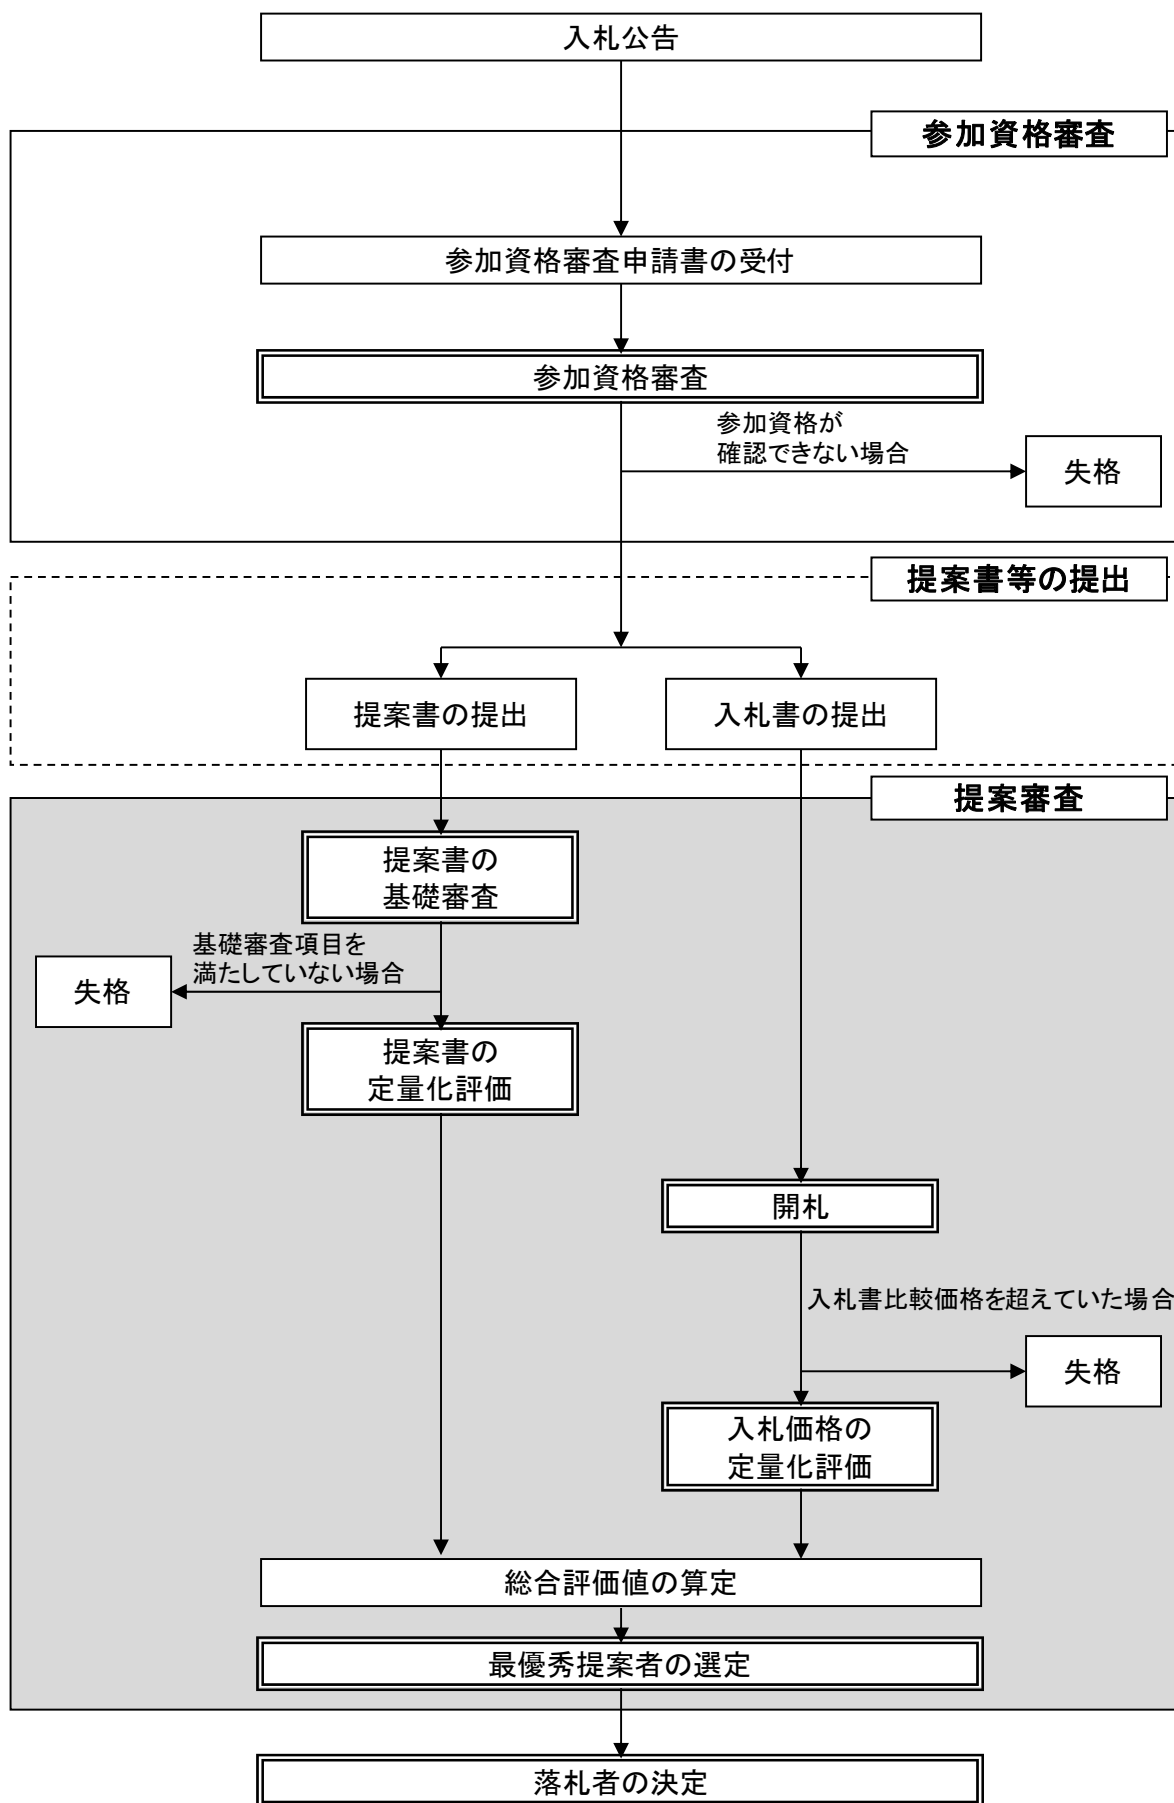 入札公告
参加資格審査
参加資格審査申請書の受付
参加資格審査
参加資格が
確認できない場合
失格
提案書等の提出
提案書の提出
入札書の提出
提案審査
提案書の
基礎審査
基礎審査項目を
満たしていない場合
失格
提案書の
定量化評価
開札
入札書比較価格を超えていた場合
失格
入札価格の
定量化評価
総合評価値の算定
最優秀提案者の選定
落札者の決定